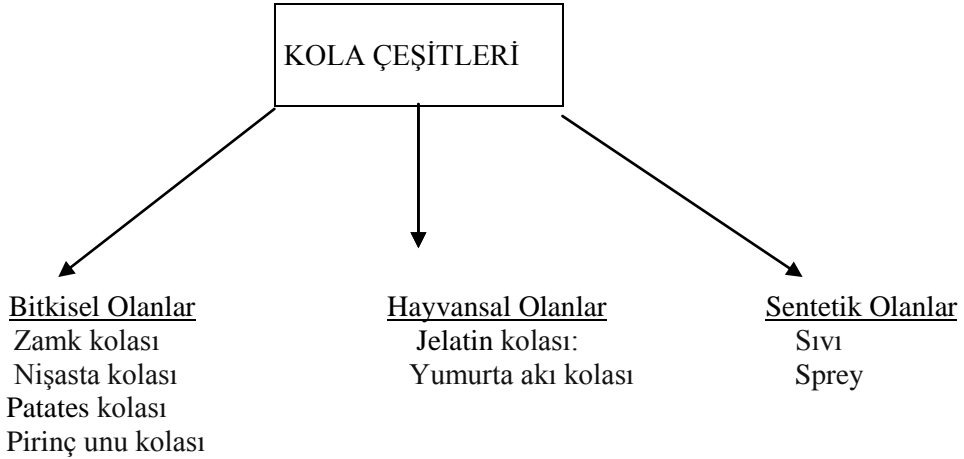 KOLA ÇEŞİTLERİ
Bitkisel Olanlar
Zamk kolası
Nişasta kolası
Patates kolası
Pirinç unu kolası
Hayvansal Olanlar
Jelatin kolası:
Yumurta akı kolası
Sentetik Olanlar
Sıvı
Sprey